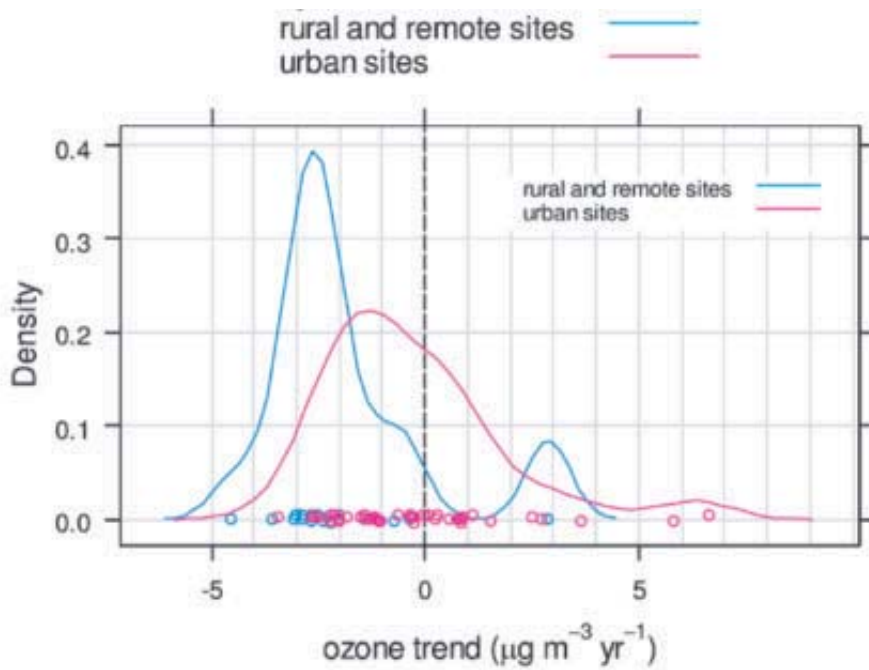 rural and remote sites
urban sites
0.4
0.3
0.2
0.1
0.0
Density
rural and remote sites
urban sites
-5
0
5
ozone trend (μg m⁻³ yr⁻¹)